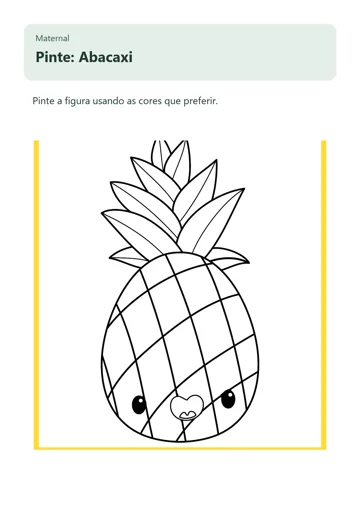 Maternal
Pinte: Abacaxi
Pinte a figura usando as cores que preferir.